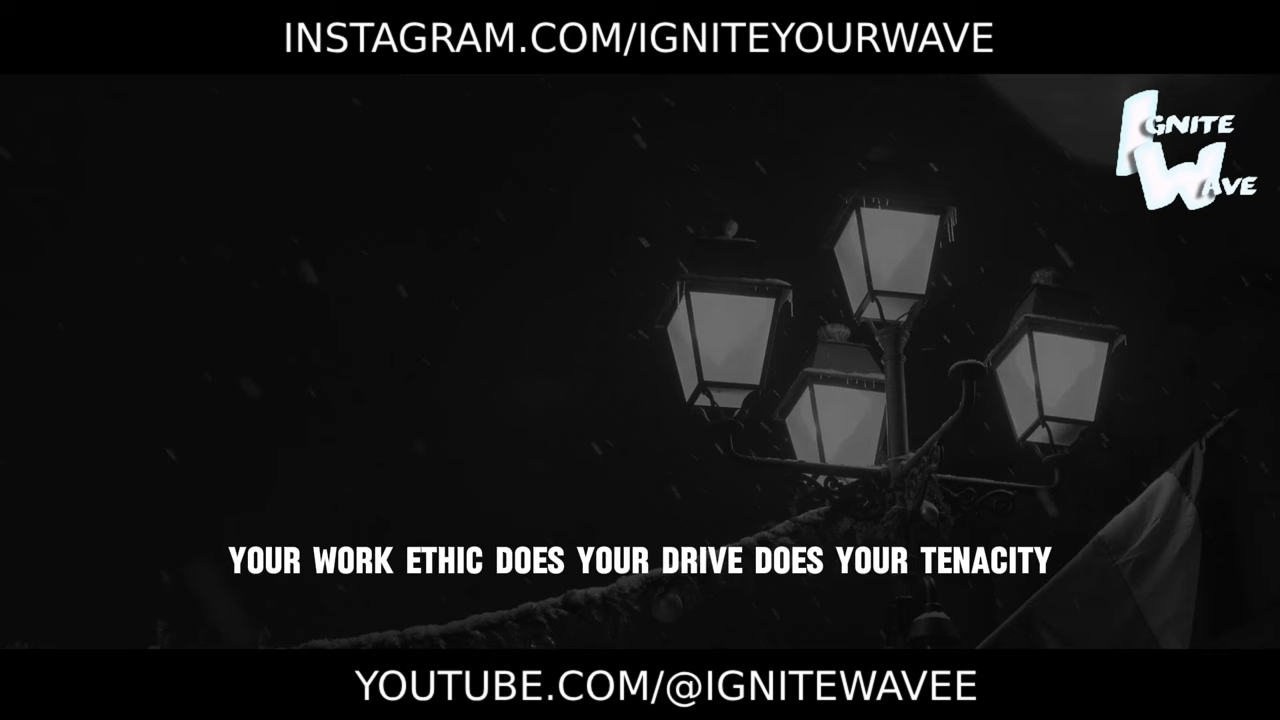 INSTAGRAM.COM/IGNITEYOURWAVE
IGNITE
WAVE
YOUR WORK ETHIC DOES YOUR DRIVE DOES YOUR TENACITY
YOUTUBE.COM/@IGNITEWAVEE